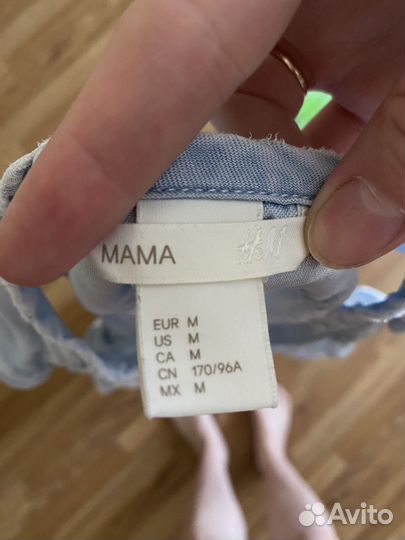 MAMA H&M
EUR M
US M
CA M
CN 170/96A
MX M
Avito